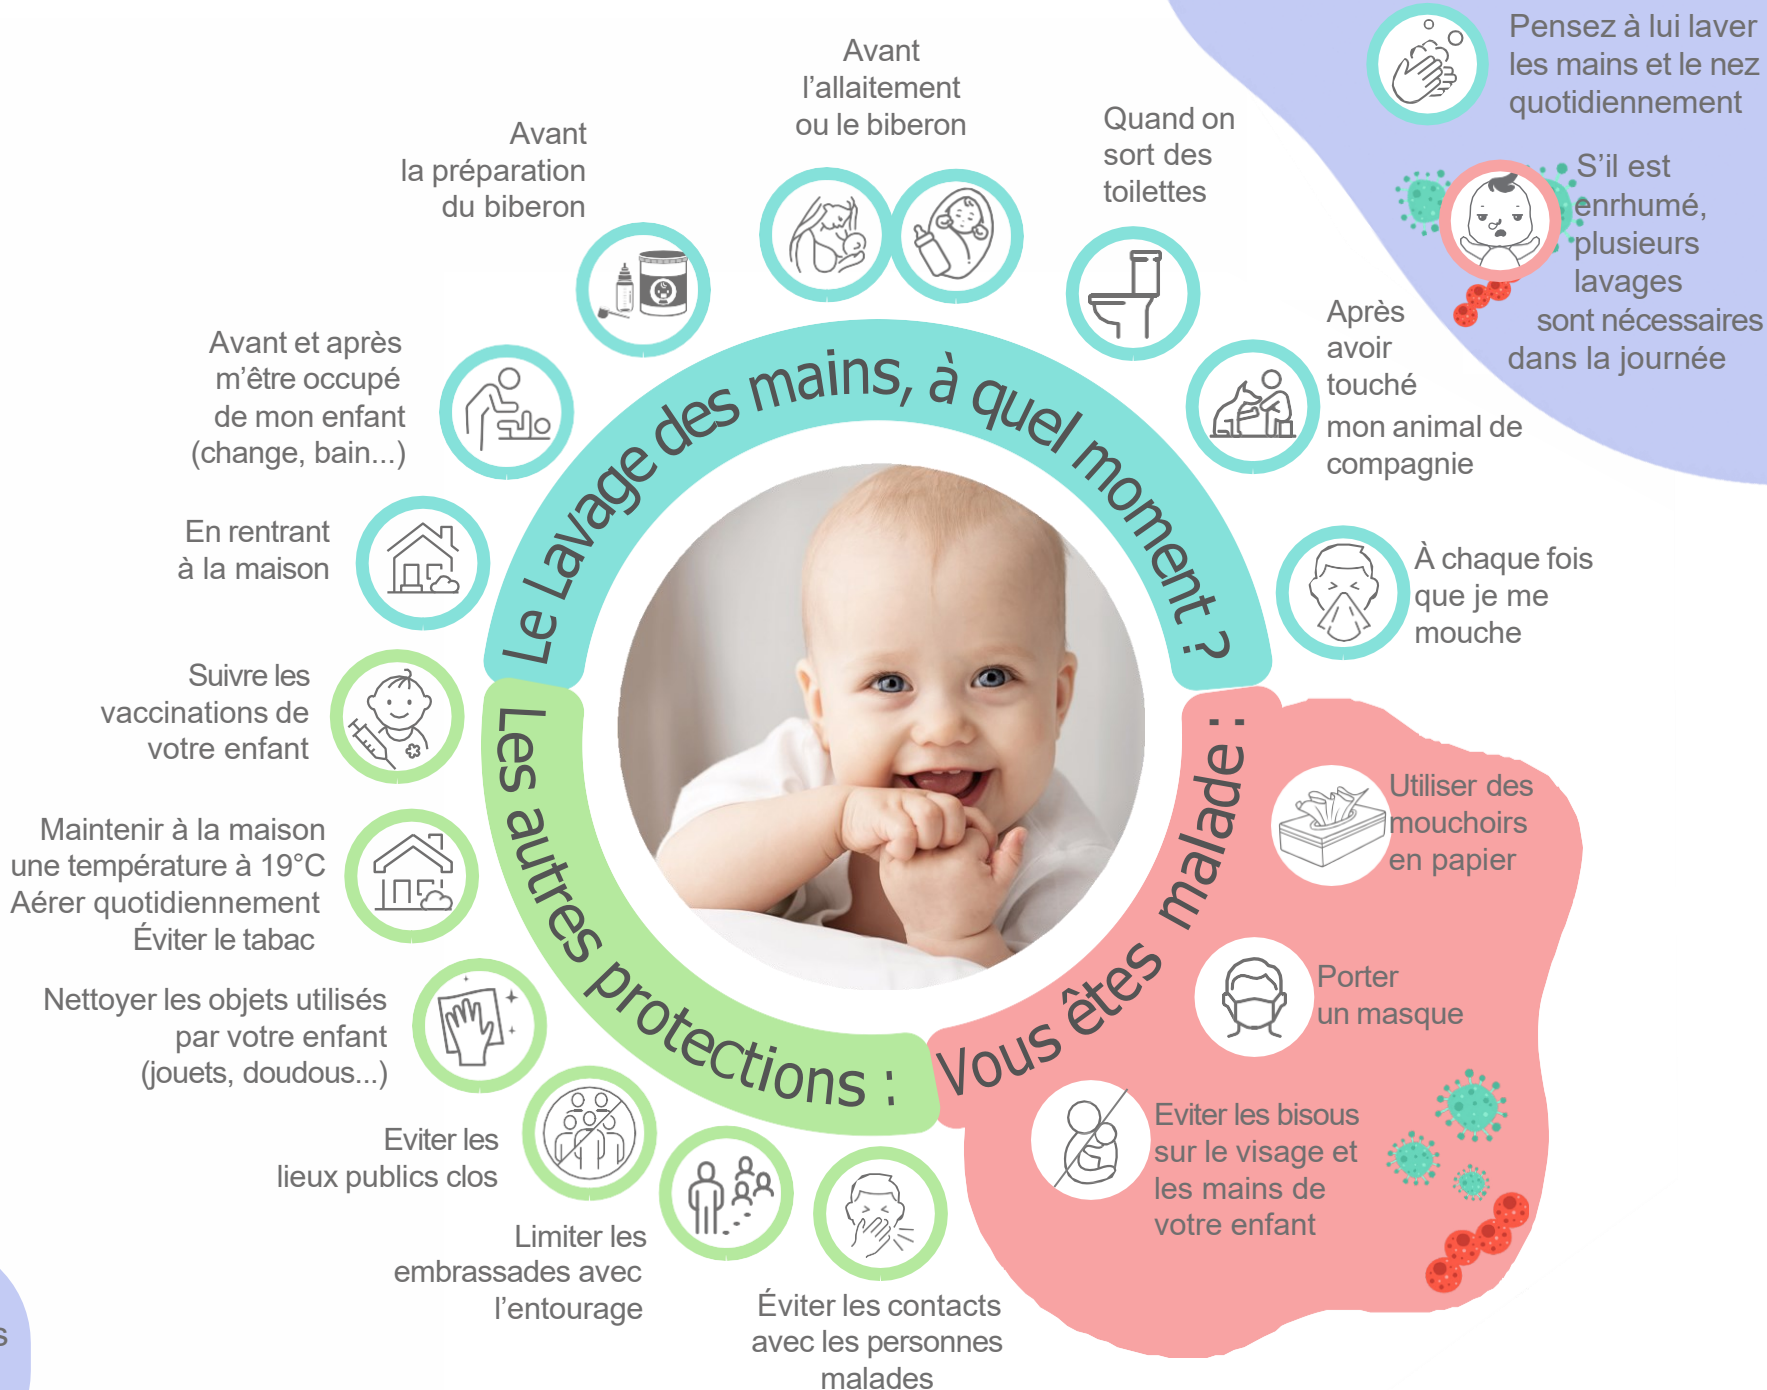 Pensez à lui laver
les mains et le nez
quotidiennement
S'il est
enrhumé,
plusieurs
lavages
sont nécessaires
dans la journée
Le Lavage des mains, à quel moment ?
En rentrant
à la maison
Avant et après
m'être occupé
de mon enfant
(change, bain...)
Avant
la préparation
du biberon
Avant
l'allaitement
ou le biberon
Quand on
sort des
toilettes
Après
avoir
touché
mon animal de
compagnie
À chaque fois
que je me
mouche
Les autres protections :
Suivre les
vaccinations de
votre enfant
Maintenir à la maison
une température à 19°C
Aérer quotidiennement
Éviter le tabac
Nettoyer les objets utilisés
par votre enfant
(jouets, doudous...)
Eviter les
lieux publics clos
Limiter les
embrassades avec
l'entourage
Éviter les contacts
avec les personnes
malades
Vous êtes malade :
Utiliser des
mouchoirs
en papier
Porter
un masque
Eviter les bisous
sur le visage et
les mains de
votre enfant